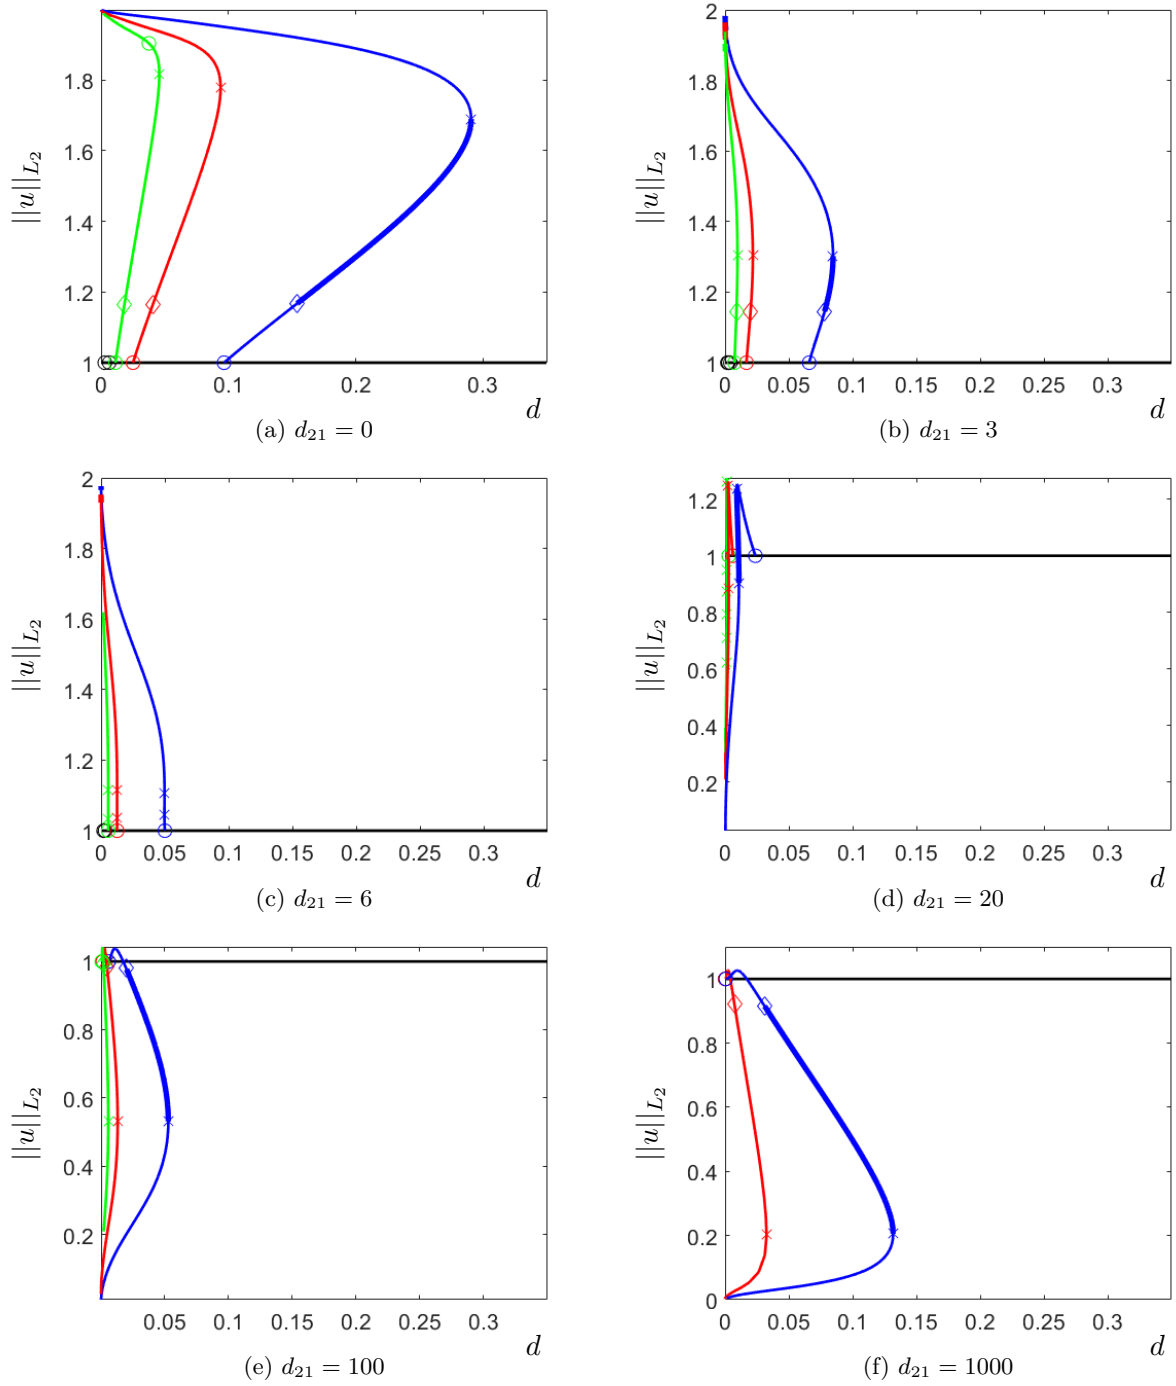 1.8
1.6
1.4
1.2
1
||u||L₂
0 0.1 0.2 0.3
d
(a) d₂₁ = 0
2
1.8
1.6
1.4
1.2
1
||u||L₂
0 0.05 0.1 0.15 0.2 0.25 0.3
d
(b) d₂₁ = 3
2
1.8
1.6
1.4
1.2
1
||u||L₂
0 0.05 0.1 0.15 0.2 0.25 0.3
d
(c) d₂₁ = 6
1.2
1
0.8
0.6
0.4
0.2
||u||L₂
0 0.05 0.1 0.15 0.2 0.25 0.3
d
(d) d₂₁ = 20
1
0.8
0.6
0.4
0.2
||u||L₂
0.05 0.1 0.15 0.2 0.25 0.3
d
(e) d₂₁ = 100
1
0.8
0.6
0.4
0.2
0
||u||L₂
0 0.05 0.1 0.15 0.2 0.25 0.3
d
(f) d₂₁ = 1000